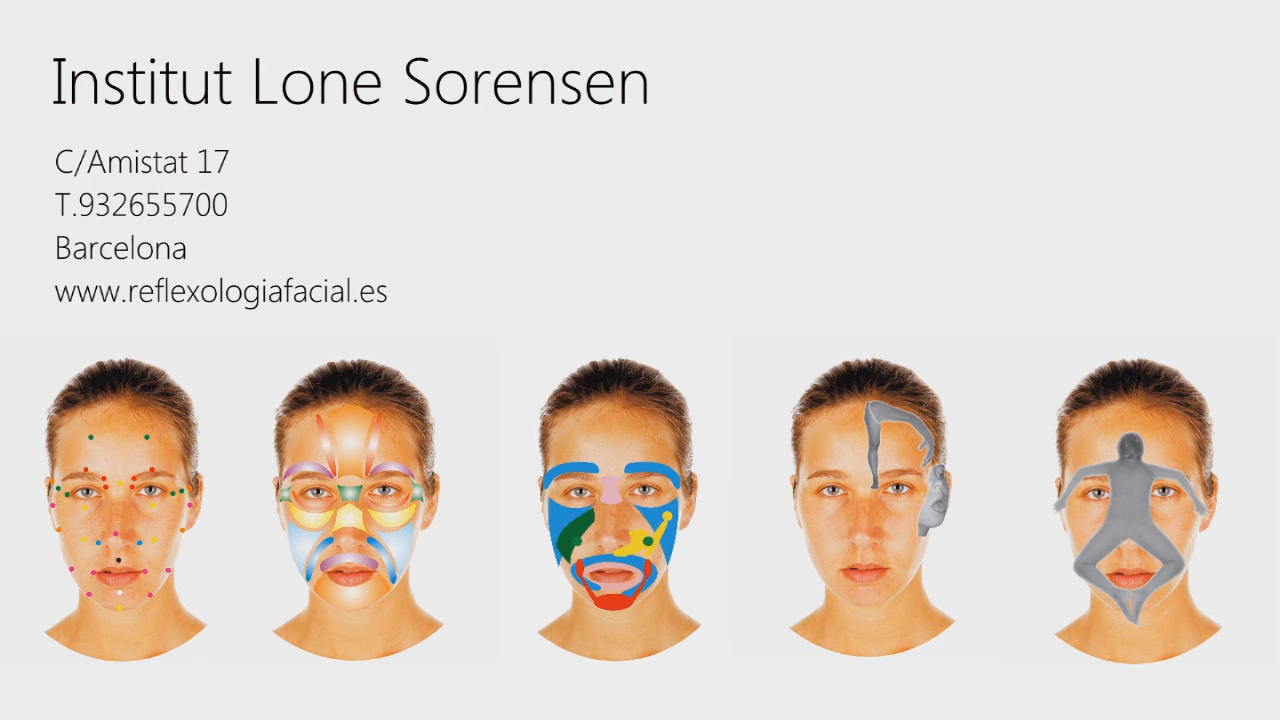 Institut Lone Sorensen
C/Amistat 17
T.932655700
Barcelona
www.reflexologiafacial.es